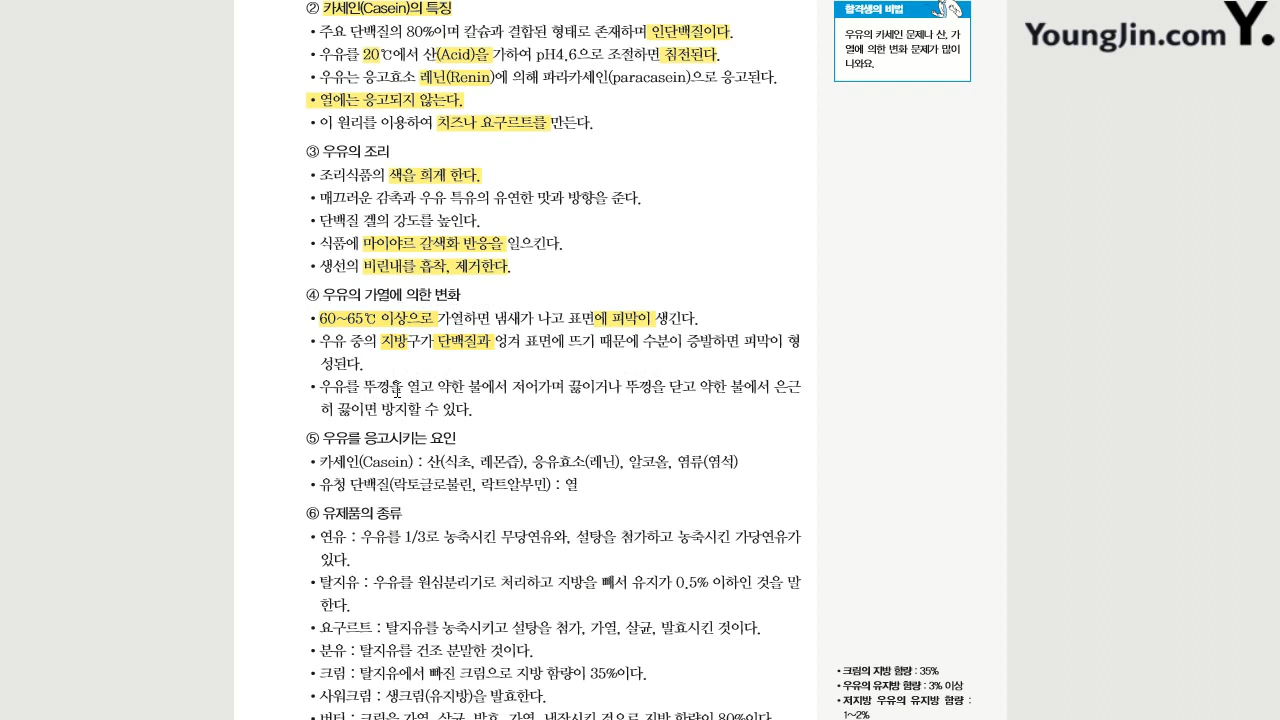 ② 카세인(Casein)의 특징
• 주요 단백질의 80%이며 칼슘과 결합된 형태로 존재하며 인단백질이다.
• 우유를 20℃에서 산(Acid)을 가하여 pH4.6으로 조절하면 침전된다.
• 우유는 응고효소 레닌(Renin)에 의해 파라카세인(paracasein)으로 응고된다.
• 열에는 응고되지 않는다.
• 이 원리를 이용하여 치즈나 요구르트를 만든다.
③ 우유의 조리
• 조리식품의 색을 희게 한다.
• 매끄러운 감촉과 우유 특유의 유연한 맛과 방향을 준다.
• 단백질 겔의 강도를 높인다.
• 식품에 마이야르 갈색화 반응을 일으킨다.
• 생선의 비린내를 흡착, 제거한다.
④ 우유의 가열에 의한 변화
• 60~65℃ 이상으로 가열하면 냄새가 나고 표면에 피막이 생긴다.
• 우유 중의 지방구가 단백질과 엉겨 표면에 뜨기 때문에 수분이 증발하면 피막이 형
성된다.
• 우유를 뚜껑을 열고 약한 불에서 저어가며 끓이거나 뚜껑을 닫고 약한 불에서 은근
히 끓이면 방지할 수 있다.
⑤ 우유를 응고시키는 요인
• 카세인(Casein) : 산(식초, 레몬즙), 응유효소(레닌), 알코올, 염류(염석)
• 유청 단백질(락토글로불린, 락트알부민) : 열
⑥ 유제품의 종류
• 연유 : 우유를 1/3로 농축시킨 무당연유와, 설탕을 첨가하고 농축시킨 가당연유가
있다.
• 탈지유 : 우유를 원심분리기로 처리하고 지방을 빼서 유지가 0.5% 이하인 것을 말
한다.
• 요구르트 : 탈지유를 농축시키고 설탕을 첨가, 가열, 살균, 발효시킨 것이다.
• 분유 : 탈지유를 건조 분말한 것이다.
• 크림 : 탈지유에서 빠진 크림으로 지방 함량이 35%이다.
• 사워크림 : 생크림(유지방)을 발효한다.
• 버터 : 크림을 가열, 살균, 발효, 가열, 냉장시킨 것으로 지방 함량이 80%이다.
합격생의 비법
우유의 카세인 문제나 산, 가
열에 의한 변화 문제가 많이
나와요.
• 크림의 지방 함량 : 35%
• 우유의 유지방 함량 : 3% 이상
• 저지방 우유의 유지방 함량 :
1~2%
YoungJin.com Y.